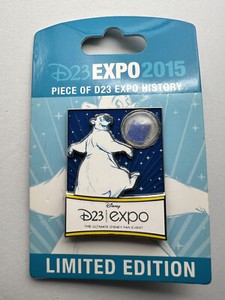 D23 EXPO 2015
PIECE OF D23 EXPO HISTORY
Disney
D23 | expo
THE ULTIMATE DISNEY FAN EVENT
LIMITED EDITION